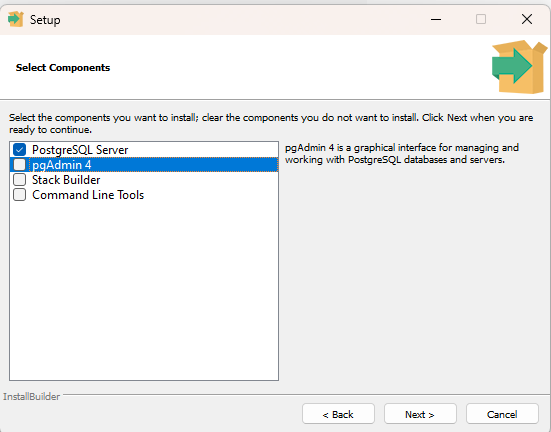 Setup
Select Components
Select the components you want to install; clear the components you do not want to install. Click Next when you are
ready to continue.
PostgreSQL Server
pgAdmin 4
Stack Builder
Command Line Tools
pgAdmin 4 is a graphical interface for managing and
working with PostgreSQL databases and servers.
InstallBuilder
< Back
Next >
Cancel